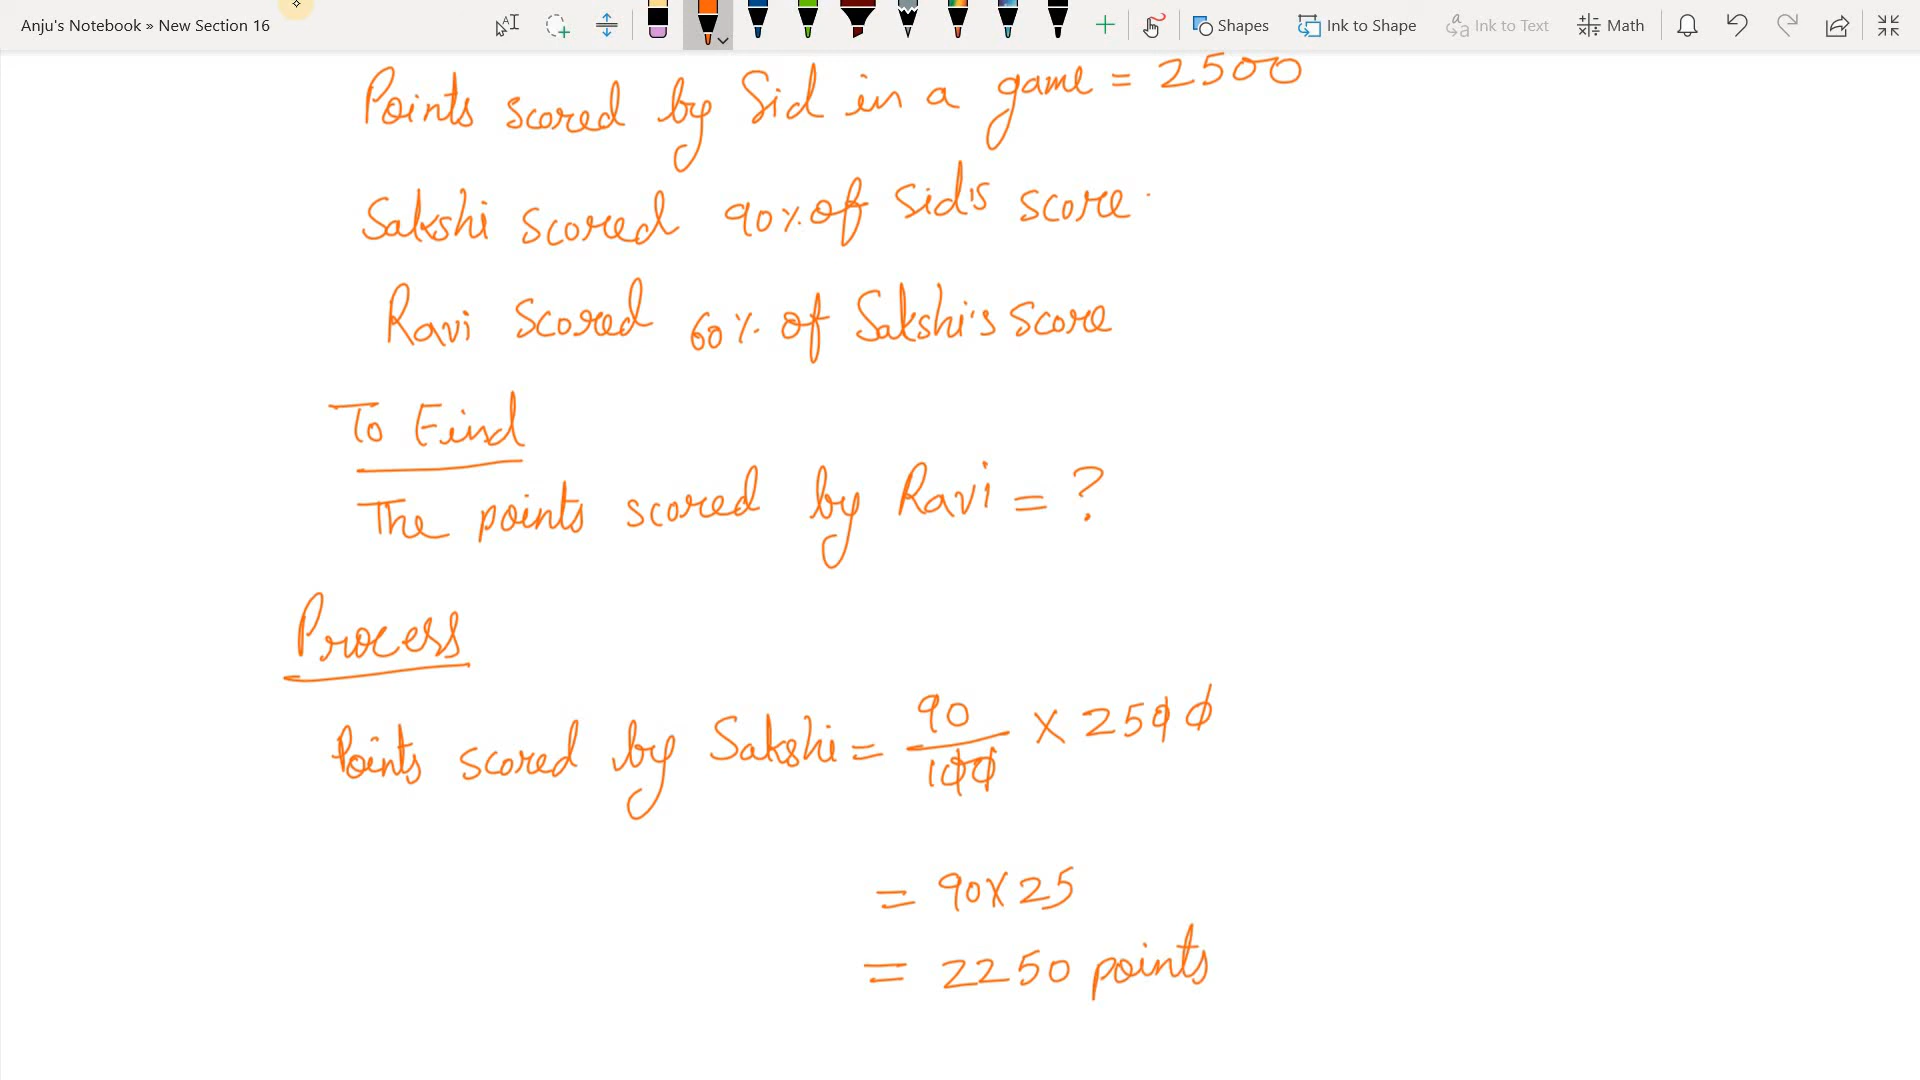 Anju's Notebook » New Section 16
Shapes Ink to Shape Ink to Text Math
Points scored by Sid in a game = 2500
Sakshi scored 90% of Sid's score.
Ravi scored 60% of Sakshi's score
To Find
The points scored by Ravi = ?
Process
Points scored by Sakshi = 90/100 × 2500
= 90×25
= 2250 points